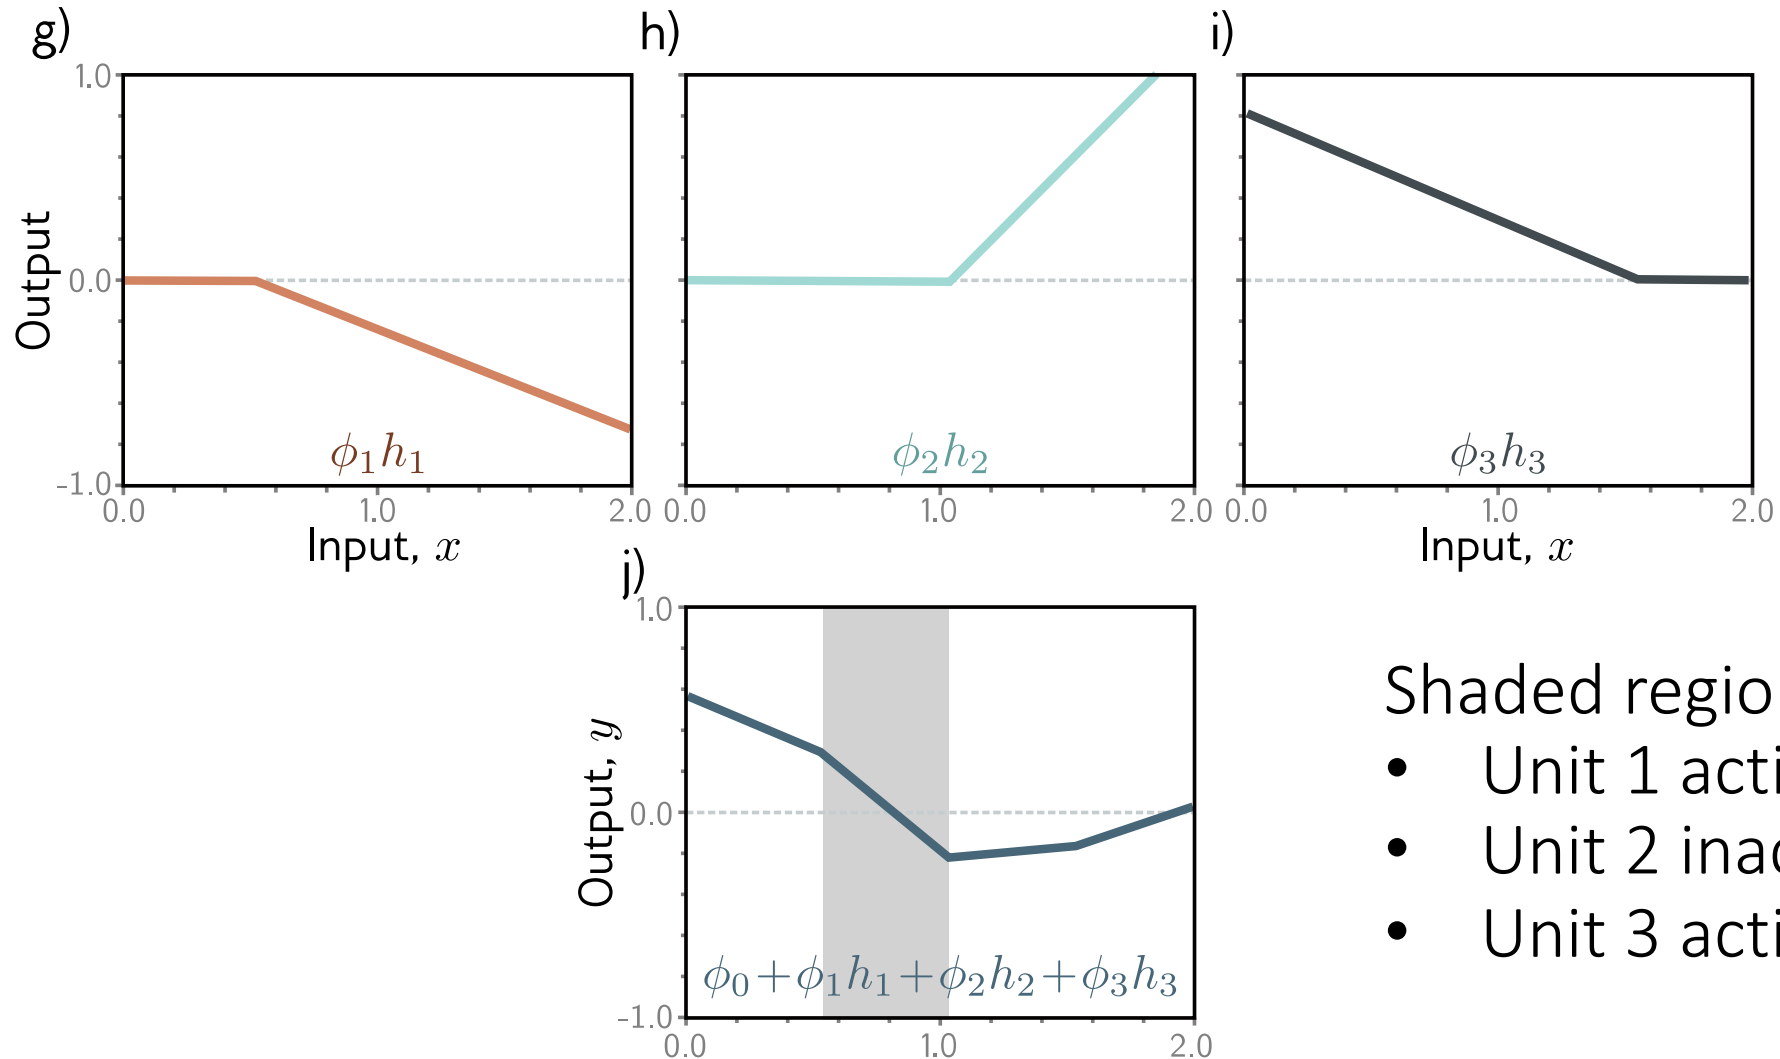 g)
h)
i)
1.0
0.0
-1.0
Output
ϕ₁h₁
ϕ₂h₂
ϕ₃h₃
0.0 1.0 2.0
0.0 1.0 2.0
0.0 1.0 2.0
Input, x
Input, x
j)
1.0
0.0
-1.0
Output, y
ϕ₀+ϕ₁h₁+ϕ₂h₂+ϕ₃h₃
0.0 1.0 2.0
Shaded regio
• Unit 1 acti
• Unit 2 inac
• Unit 3 acti